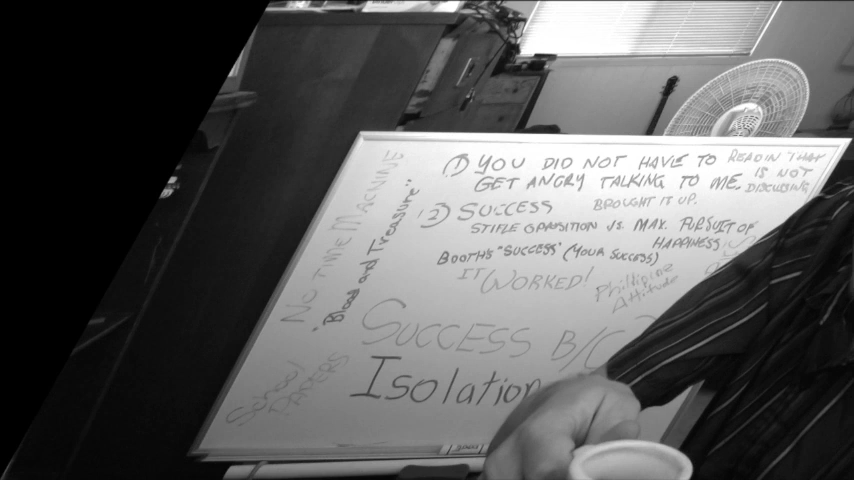 ① YOU DID NOT HAVE TO
GET ANGRY TALKING TO ME.
READIN THAT
IS NOT
DISCUSSING
BROUGHT IT UP.
② SUCCESS
STIFLE OPPOSITION VS. MAX. PURSUIT OF
HAPPINESS
BOOTH'S "SUCCESS" (YOUR SUCCESS)
IT WORKED!
Phillipine
Attitude
SUCCESS B/C
Isolation
NO TIME MACHINE
"Blood and Treasure"
School
PAPERS